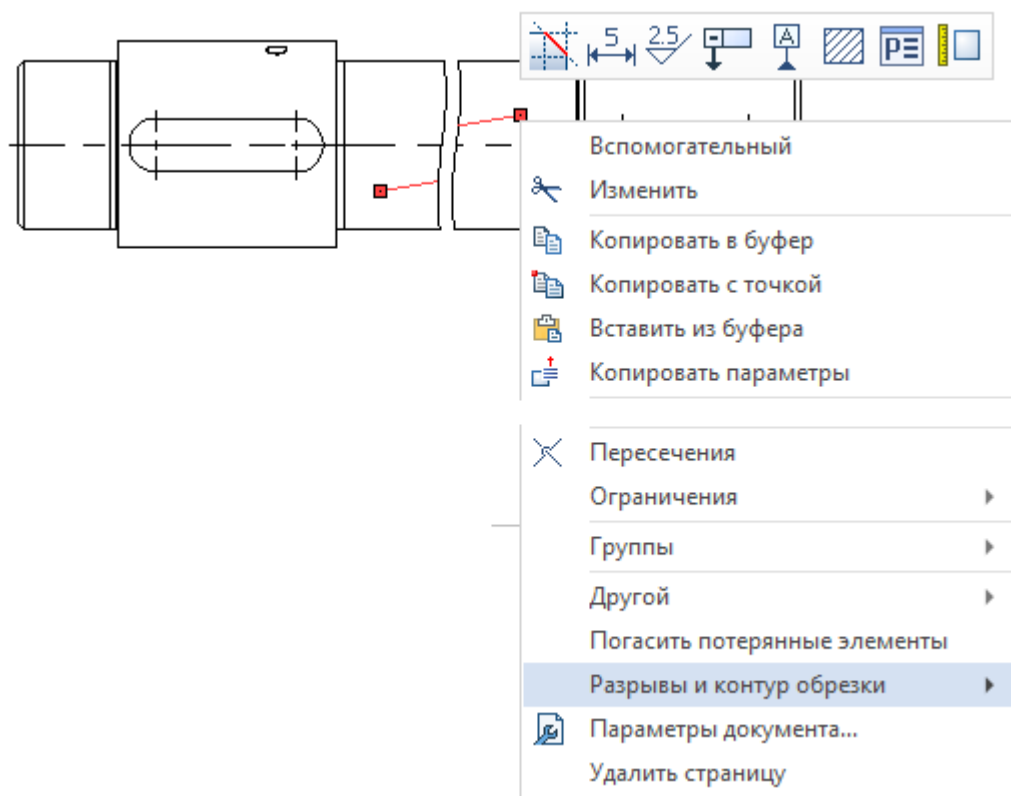 5
2.5
A
P
Вспомогательный
Изменить
Копировать в буфер
Копировать с точкой
Вставить из буфера
Копировать параметры
Пересечения
Ограничения
Группы
Другой
Погасить потерянные элементы
Разрывы и контур обрезки
Параметры документа...
Удалить страницу